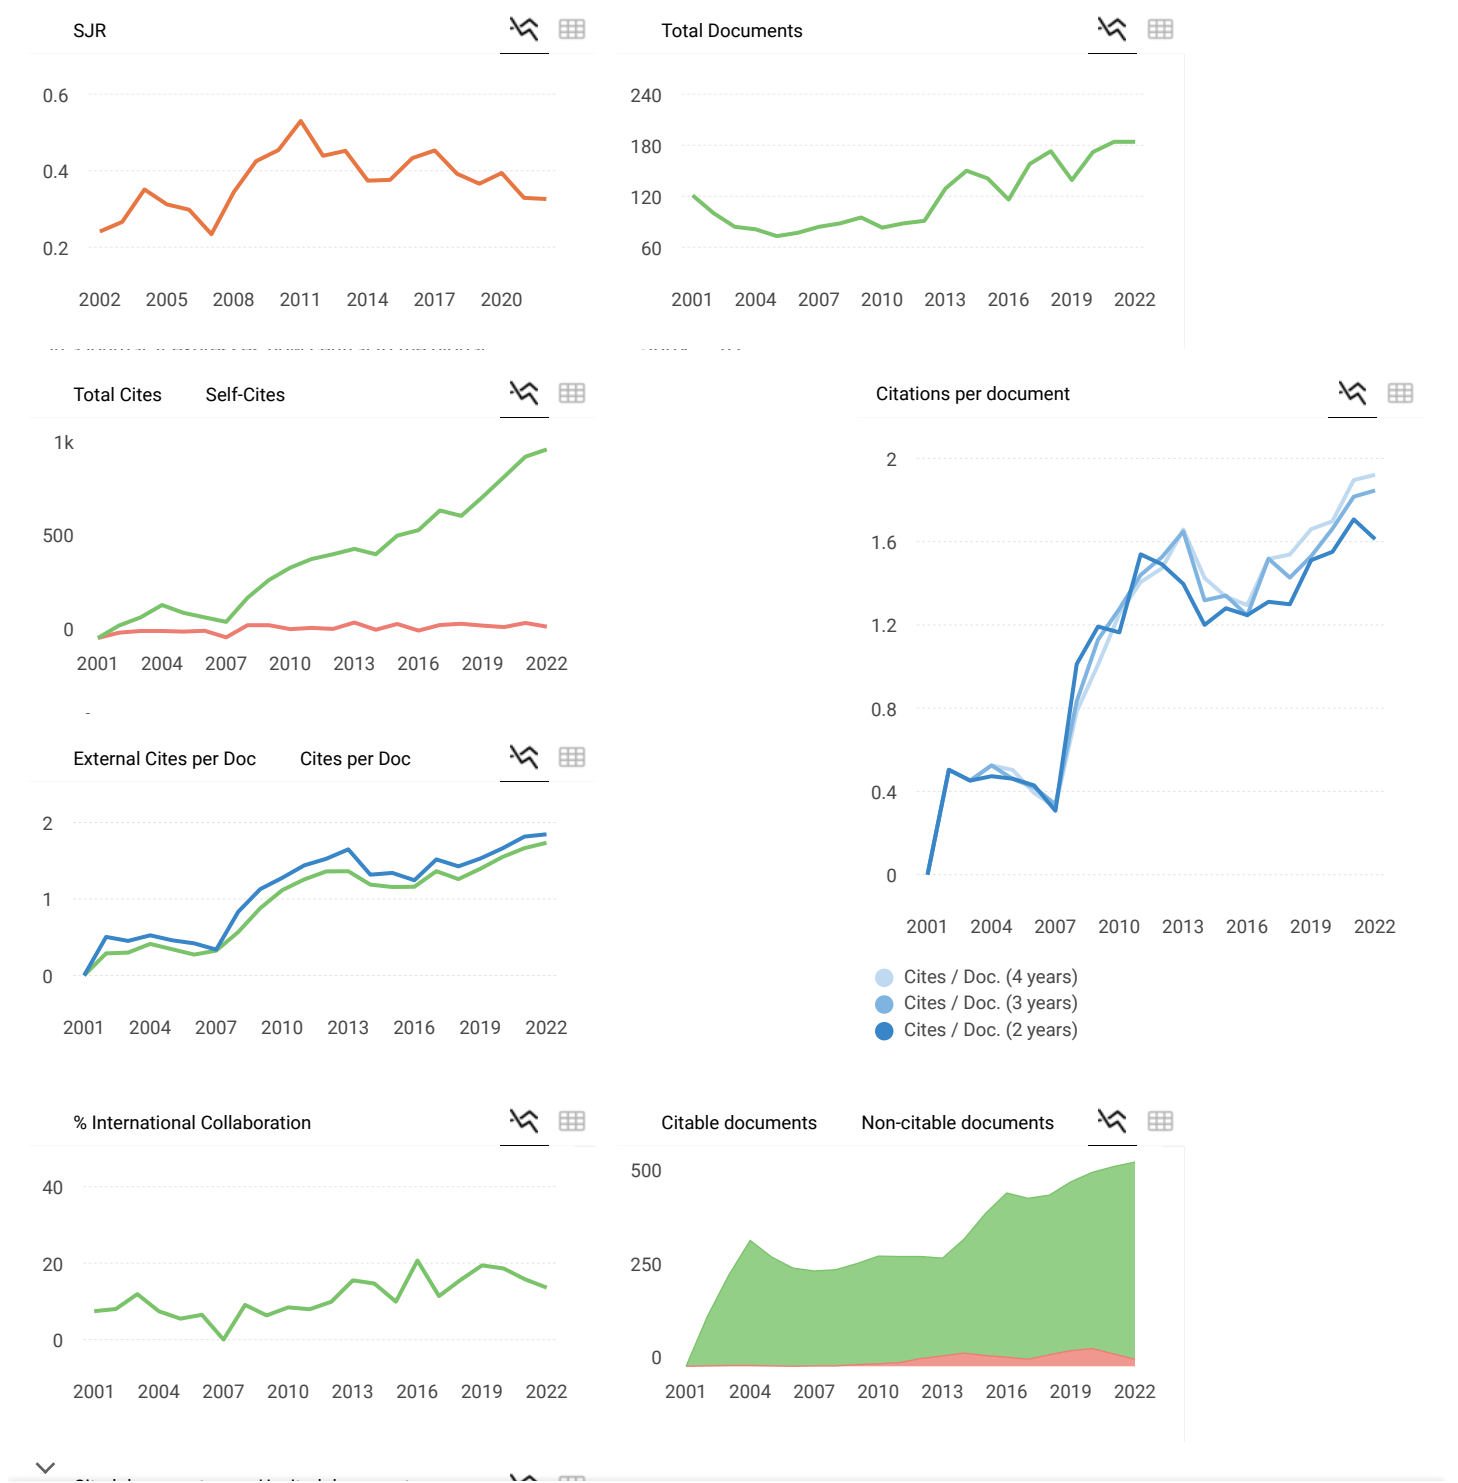 SJR
0.6
0.4
0.2
2002 2005 2008 2011 2014 2017 2020
Total Documents
240
180
120
60
2001 2004 2007 2010 2013 2016 2019 2022
Total Cites Self-Cites
1k
500
0
2001 2004 2007 2010 2013 2016 2019 2022
Citations per document
2
1.6
1.2
0.8
0.4
0
2001 2004 2007 2010 2013 2016 2019 2022
Cites / Doc. (4 years)
Cites / Doc. (3 years)
Cites / Doc. (2 years)
External Cites per Doc Cites per Doc
2
1
0
2001 2004 2007 2010 2013 2016 2019 2022
% International Collaboration
40
20
0
2001 2004 2007 2010 2013 2016 2019 2022
Citable documents Non-citable documents
500
250
0
2001 2004 2007 2010 2013 2016 2019 2022